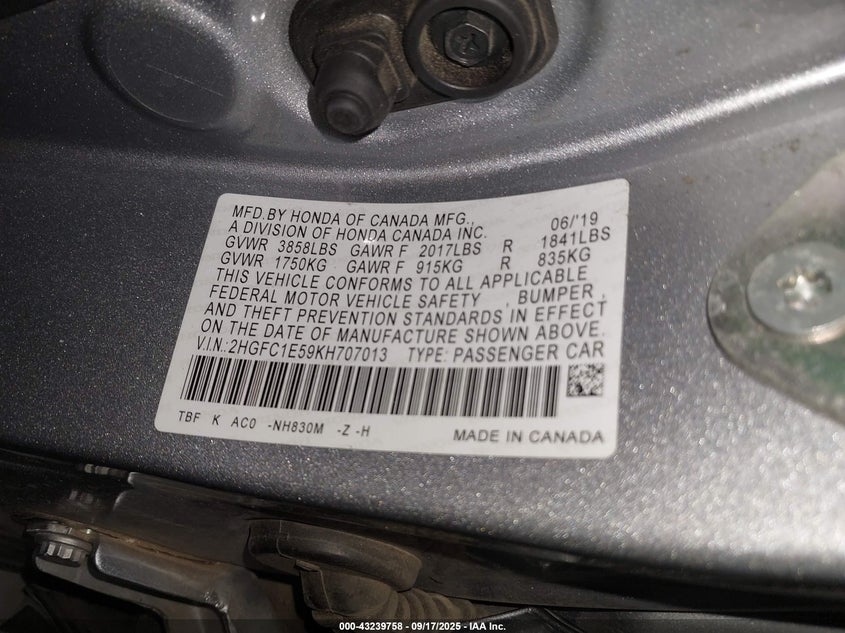 MFD. BY HONDA OF CANADA MFG.,
A DIVISION OF HONDA CANADA INC. 06/'19
GVWR 3858LBS GAWR F 2017LBS R 1841LBS
GVWR 1750KG GAWR F 915KG R 835KG
THIS VEHICLE CONFORMS TO ALL APPLICABLE
FEDERAL MOTOR VEHICLE SAFETY , BUMPER ,
AND THEFT PREVENTION STANDARDS IN EFFECT
ON THE DATE OF MANUFACTURE SHOWN ABOVE.
V.I.N.:2HGFC1E59KH707013 TYPE: PASSENGER CAR
TBF K AC0 -NH830M -Z -H
MADE IN CANADA
000-43239758 - 09/17/2025 - IAA Inc.